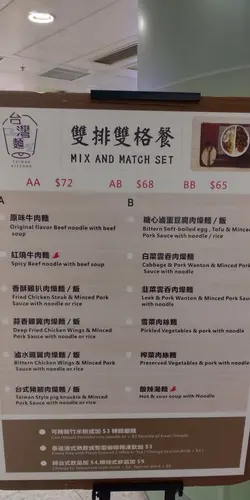 台灣麵
TAIWAN
雙拼雙格餐
MIX AND MATCH SET
AA $72 AB $68 BB $65
A
原味牛肉麵
Original flavor Beef noodle with beef
soup
紅燒牛肉麵
Spicy Beef noodle with beef soup
香酥雞扒肉燥麵 / 飯
Fried Chicken Steak & Minced Pork
Sauce with noodle or rice
蒜香雞翼肉燥麵 / 飯
Deep Fried Chicken Wings & Minced
Pork Sauce with noodle or rice
滷水雞翼肉燥麵 / 飯
Bittern Chicken Wings & Minced Pork
Sauce with noodle or rice
台式豬腳肉燥麵 / 飯
Taiwan Style pig knuckle & Minced
Pork Sauce with noodle or rice
B
糖心滷蛋豆腐肉燥麵 / 飯
Bittern Soft-boiled egg, Tofu & Minced
Pork Sauce with noodle / rice
白菜雲吞肉燥麵
Cabbage & Pork Wanton & Minced Pork
Sauce with noodle
韭菜雲吞肉燥麵
Leek & Pork Wanton & Minced Pork
Sauce with noodle
雪菜肉絲麵
Pickled Vegetables & pork with noodle
榨菜肉絲麵
Preserved Vegetables & pork with noodle
酸辣湯麵
Hot & sour with Noodle